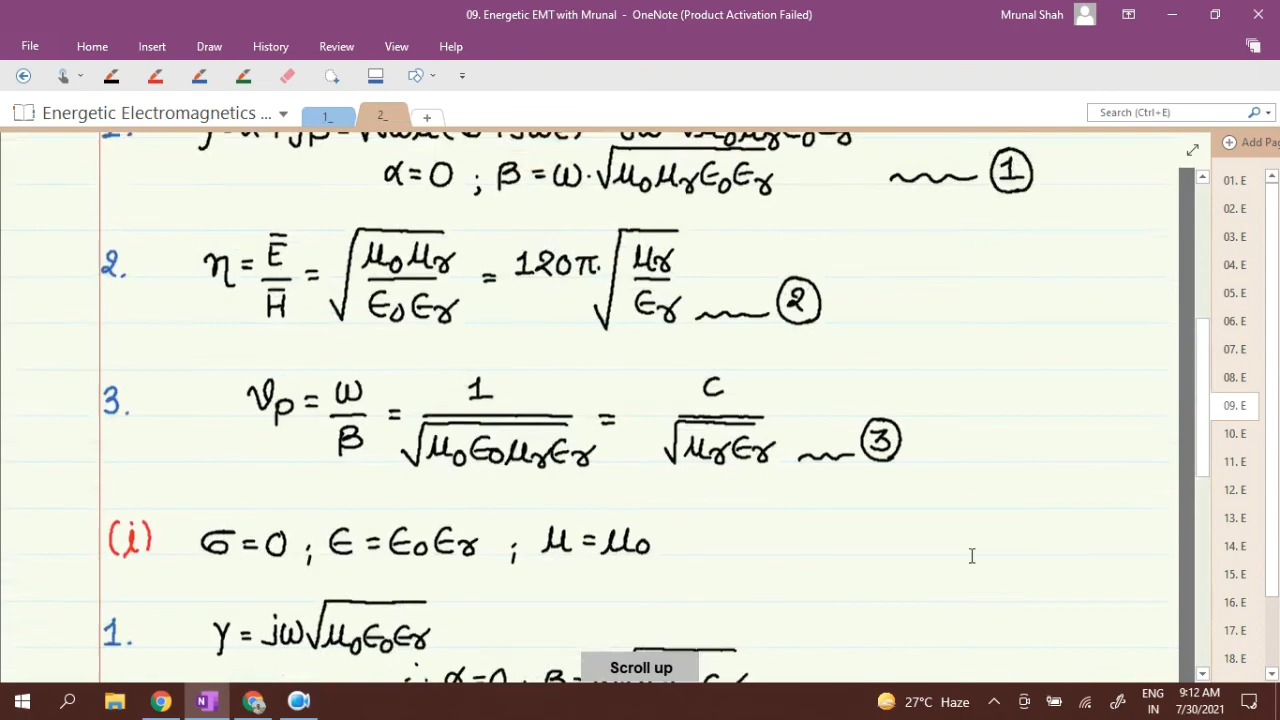 09. Energetic EMT with Mrunal - OneNote (Product Activation Failed)
Mrunal Shah
File Home Insert Draw History Review View Help
Energetic Electromagnetics ...
1_ 2_
Search (Ctrl+E)
Add Pag
α = 0 ; β = ω·√μ₀μᵣϵ₀ϵᵣ ①
2. η = Ē/H̄ = √(μ₀μᵣ/ϵ₀ϵᵣ) = 120π·√(μᵣ/ϵᵣ) ②
3. vₚ = ω/β = 1/√μ₀ϵ₀μᵣϵᵣ = c/√μᵣϵᵣ ③
(i) σ = 0 ; ϵ = ϵ₀ϵᵣ ; μ = μ₀
1. γ = jω√μ₀ϵ₀ϵᵣ
Scroll up
01. E
02. E
03. E
04. E
05. E
06. E
07. E
08. E
09. E
10. E
11. E
12. E
13. E
14. E
15. E
16. E
17. E
18. E
27°C Haze
ENG
IN
9:12 AM
7/30/2021